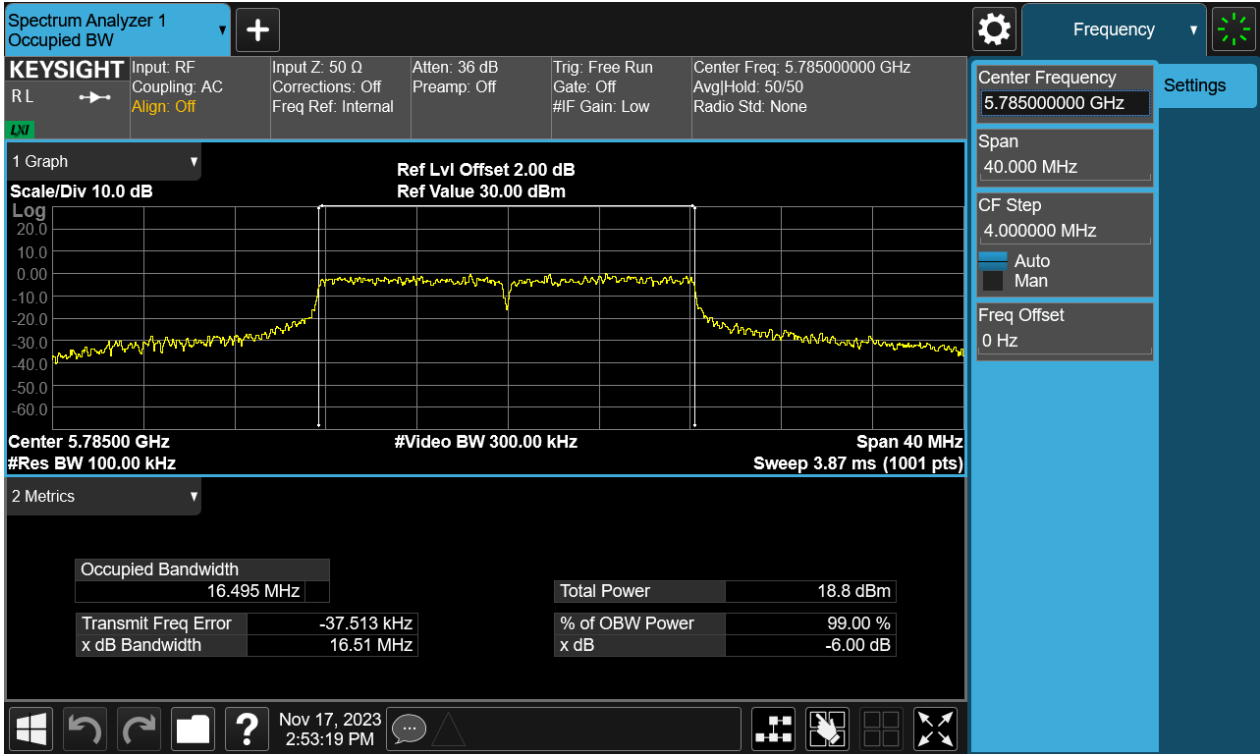 Spectrum Analyzer 1
Occupied BW
+
Frequency
KEYSIGHT
RL
LXI
Input: RF
Coupling: AC
Align: Off
Input Z: 50 Ω
Corrections: Off
Freq Ref: Internal
Atten: 36 dB
Preamp: Off
Trig: Free Run
Gate: Off
#IF Gain: Low
Center Freq: 5.785000000 GHz
Avg|Hold: 50/50
Radio Std: None
Center Frequency
5.785000000 GHz
Settings
Span
40.000 MHz
CF Step
4.000000 MHz
Auto
Man
Freq Offset
0 Hz
1 Graph
Scale/Div 10.0 dB
Ref Lvl Offset 2.00 dB
Ref Value 30.00 dBm
Log
20.0
10.0
0.00
-10.0
-20.0
-30.0
-40.0
-50.0
-60.0
Center 5.78500 GHz
#Video BW 300.00 kHz
Span 40 MHz
#Res BW 100.00 kHz
Sweep 3.87 ms (1001 pts)
2 Metrics
Occupied Bandwidth
16.495 MHz
Total Power 18.8 dBm
Transmit Freq Error -37.513 kHz
% of OBW Power 99.00 %
x dB Bandwidth 16.51 MHz
x dB -6.00 dB
?
Nov 17, 2023
2:53:19 PM